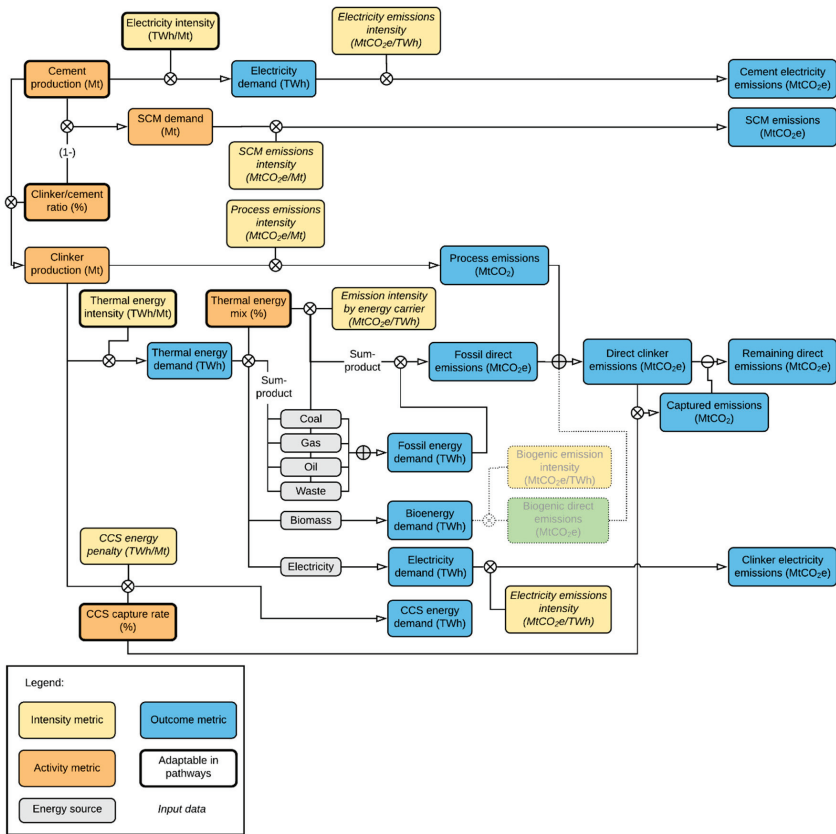 Electricity intensity
(TWh/Mt)
Electricity emissions
intensity
(MtCO₂e/TWh)
Cement
production (Mt)
Electricity
demand (TWh)
Cement electricity
emissions (MtCO₂e)
SCM demand
(Mt)
SCM emissions
(MtCO₂e)
(1-)
SCM emissions
intensity
(MtCO₂e/Mt)
Clinker/cement
ratio (%)
Process emissions
intensity
(MtCO₂e/Mt)
Clinker
production (Mt)
Process emissions
(MtCO₂)
Thermal energy
intensity (TWh/Mt)
Thermal energy
mix (%)
Emission intensity
by energy carrier
(MtCO₂e/TWh)
Thermal energy
demand (TWh)
Sum-
product
Sum-
product
Fossil direct
emissions (MtCO₂e)
Direct clinker
emissions (MtCO₂e)
Remaining direct
emissions (MtCO₂e)
Captured emissions
(MtCO₂)
Coal
Gas
Oil
Waste
Fossil energy
demand (TWh)
Biogenic emission
intensity
(MtCO₂e/TWh)
Biomass
Bioenergy
demand (TWh)
Biogenic direct
emissions
(MtCO₂e)
CCS energy
penalty (TWh/Mt)
Electricity
Electricity
demand (TWh)
Clinker electricity
emissions (MtCO₂e)
Electricity emissions
intensity
(MtCO₂e/TWh)
CCS capture rate
(%)
CCS energy
demand (TWh)
Legend:
Intensity metric
Outcome metric
Activity metric
Adaptable in
pathways
Energy source
Input data